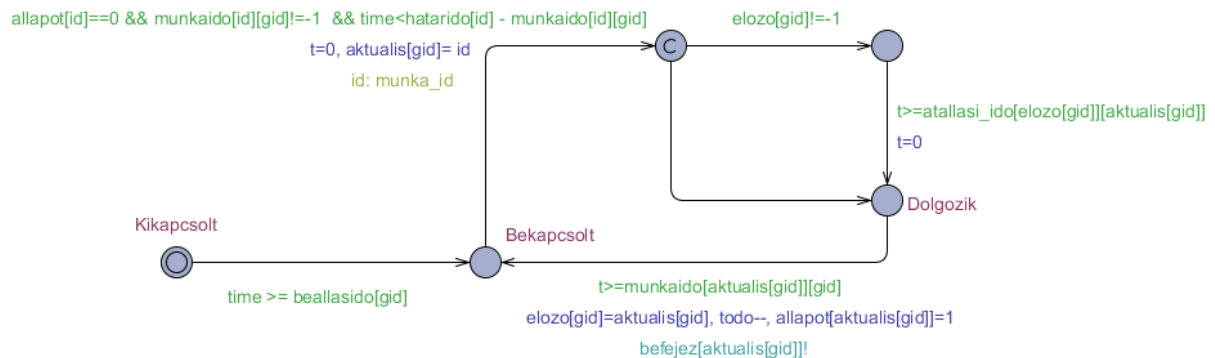 allapot[id]==0 && munkaido[id][gid]!=-1 && time<hatarido[id] - munkaido[id][gid]
elozo[gid]!=-1
t=0, aktualis[gid]= id
id: munka_id
C
t>=atallasi_ido[elozo[gid]][aktualis[gid]]
t=0
Dolgozik
Kikapcsolt
Bekapcsolt
time >= beallasido[gid]
t>=munkaido[aktualis[gid]][gid]
elozo[gid]=aktualis[gid], todo--, allapot[aktualis[gid]]=1
befejez[aktualis[gid]]!